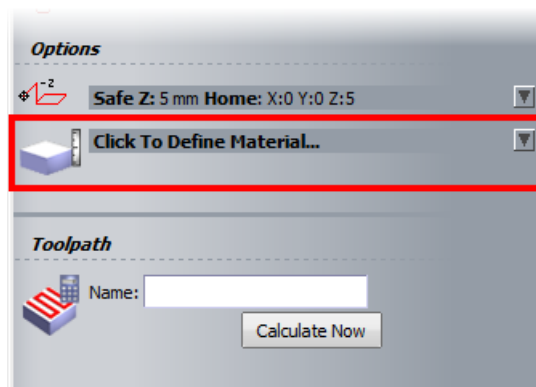 Options
-Z
Safe Z: 5 mm Home: X:0 Y:0 Z:5
Click To Define Material...
Toolpath
Name:
Calculate Now